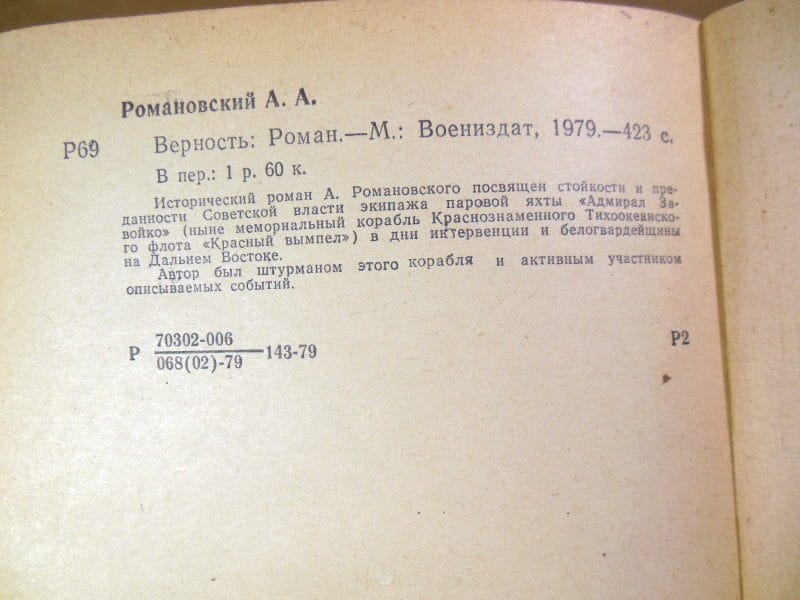 Романовский А. А.
Р69
Верность: Роман.—М.: Воениздат, 1979.—423 с.
В пер.: 1 р. 60 к.
Исторический роман А. Романовского посвящен стойкости и пре-
данности Советской власти экипажа паровой яхты «Адмирал За-
войко» (ныне мемориальный корабль Краснознаменного Тихоокеанско-
го флота «Красный вымпел») в дни интервенции и белогвардейщины
на Дальнем Востоке.
Автор был штурманом этого корабля и активным участником
описываемых событий.
Р 70302-006
068(02)-79 143-79
Р2